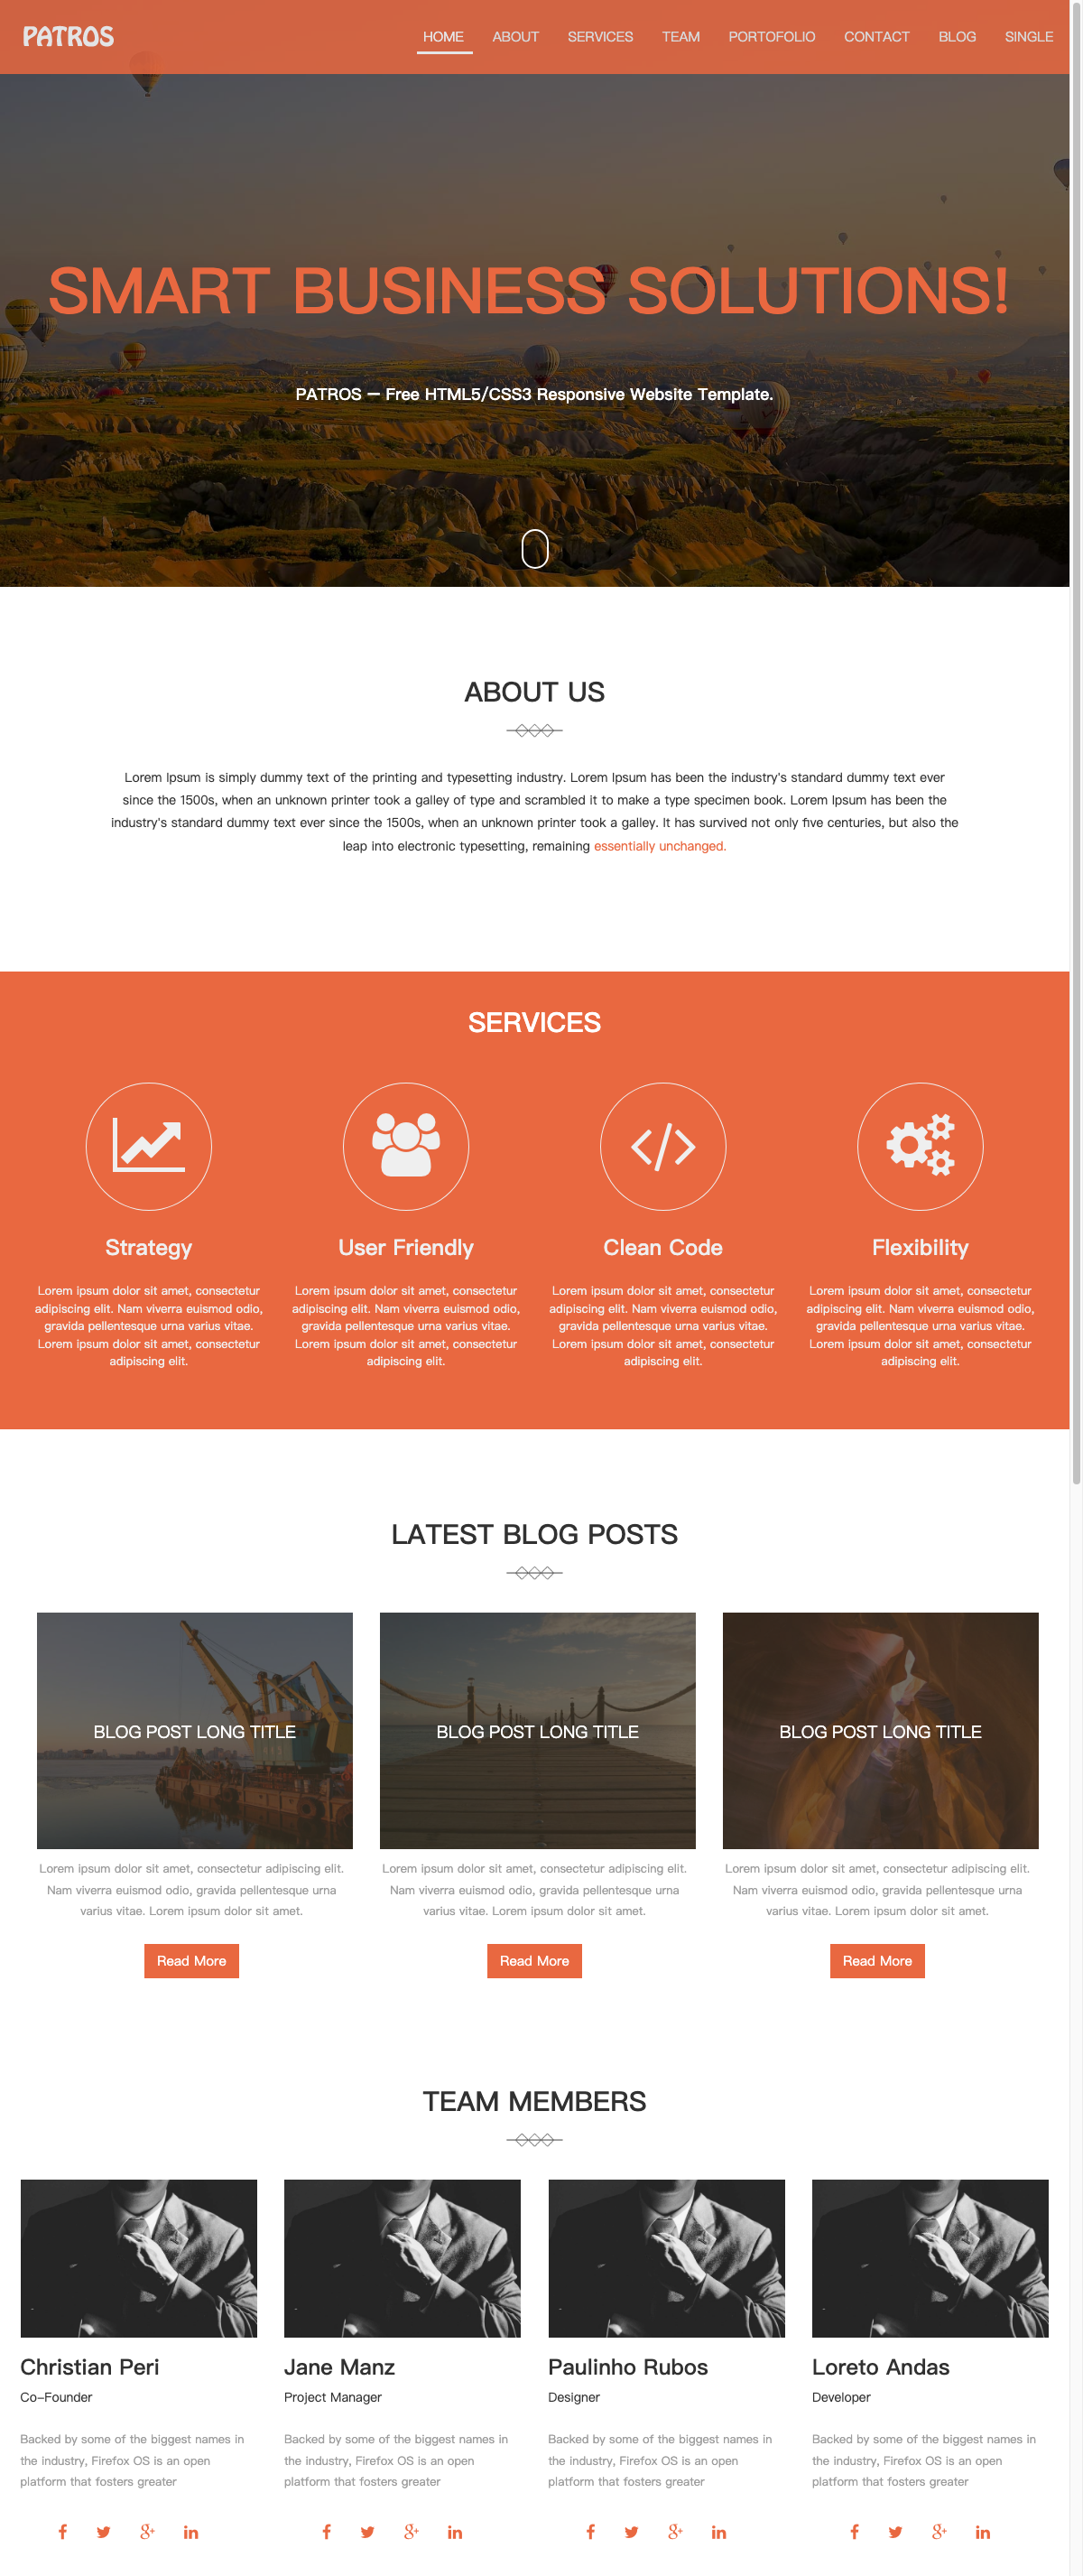 PATROS
HOME ABOUT SERVICES TEAM PORTOFOLIO CONTACT BLOG SINGLE
SMART BUSINESS SOLUTIONS!
PATROS — Free HTML5/CSS3 Responsive Website Template.
ABOUT US
Lorem Ipsum is simply dummy text of the printing and typesetting industry. Lorem Ipsum has been the industry's standard dummy text ever
since the 1500s, when an unknown printer took a galley of type and scrambled it to make a type specimen book. Lorem Ipsum has been the
industry's standard dummy text ever since the 1500s, when an unknown printer took a galley. It has survived not only five centuries, but also the
leap into electronic typesetting, remaining essentially unchanged.
SERVICES
Strategy
Lorem ipsum dolor sit amet, consectetur
adipiscing elit. Nam viverra euismod odio,
gravida pellentesque urna varius vitae.
Lorem ipsum dolor sit amet, consectetur
adipiscing elit.
User Friendly
Lorem ipsum dolor sit amet, consectetur
adipiscing elit. Nam viverra euismod odio,
gravida pellentesque urna varius vitae.
Lorem ipsum dolor sit amet, consectetur
adipiscing elit.
Clean Code
Lorem ipsum dolor sit amet, consectetur
adipiscing elit. Nam viverra euismod odio,
gravida pellentesque urna varius vitae.
Lorem ipsum dolor sit amet, consectetur
adipiscing elit.
Flexibility
Lorem ipsum dolor sit amet, consectetur
adipiscing elit. Nam viverra euismod odio,
gravida pellentesque urna varius vitae.
Lorem ipsum dolor sit amet, consectetur
adipiscing elit.
LATEST BLOG POSTS
BLOG POST LONG TITLE
Lorem ipsum dolor sit amet, consectetur adipiscing elit.
Nam viverra euismod odio, gravida pellentesque urna
varius vitae. Lorem ipsum dolor sit amet.
Read More
BLOG POST LONG TITLE
Lorem ipsum dolor sit amet, consectetur adipiscing elit.
Nam viverra euismod odio, gravida pellentesque urna
varius vitae. Lorem ipsum dolor sit amet.
Read More
BLOG POST LONG TITLE
Lorem ipsum dolor sit amet, consectetur adipiscing elit.
Nam viverra euismod odio, gravida pellentesque urna
varius vitae. Lorem ipsum dolor sit amet.
Read More
TEAM MEMBERS
Christian Peri
Co-Founder
Backed by some of the biggest names in
the industry, Firefox OS is an open
platform that fosters greater
Jane Manz
Project Manager
Backed by some of the biggest names in
the industry, Firefox OS is an open
platform that fosters greater
Paulinho Rubos
Designer
Backed by some of the biggest names in
the industry, Firefox OS is an open
platform that fosters greater
Loreto Andas
Developer
Backed by some of the biggest names in
the industry, Firefox OS is an open
platform that fosters greater